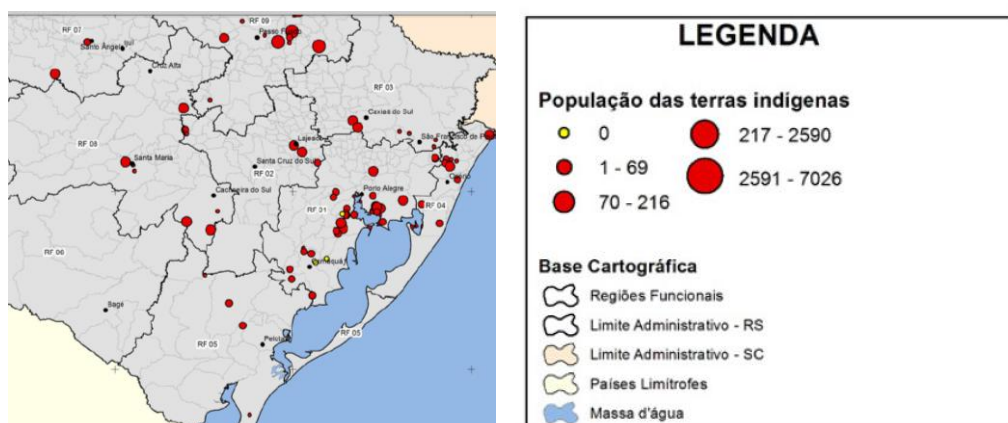 RF 09
RF 07
Passo Fundo
Santo Ângelo
Cruz Alta
RF 03
Caxias do Sul
Lajeado
São Francisco de P
RF 08
Santa Maria
Santa Cruz do Sul
RF 02
Cachoeira do Sul
Porto Alegre
Osório
RF 01
RF 04
RF 06
Bagé
RF 05
RF 05
LEGENDA
População das terras indígenas
0
217 - 2590
1 - 69
2591 - 7026
70 - 216
Base Cartográfica
Regiões Funcionais
Limite Administrativo - RS
Limite Administrativo - SC
Países Limítrofes
Massa d'água